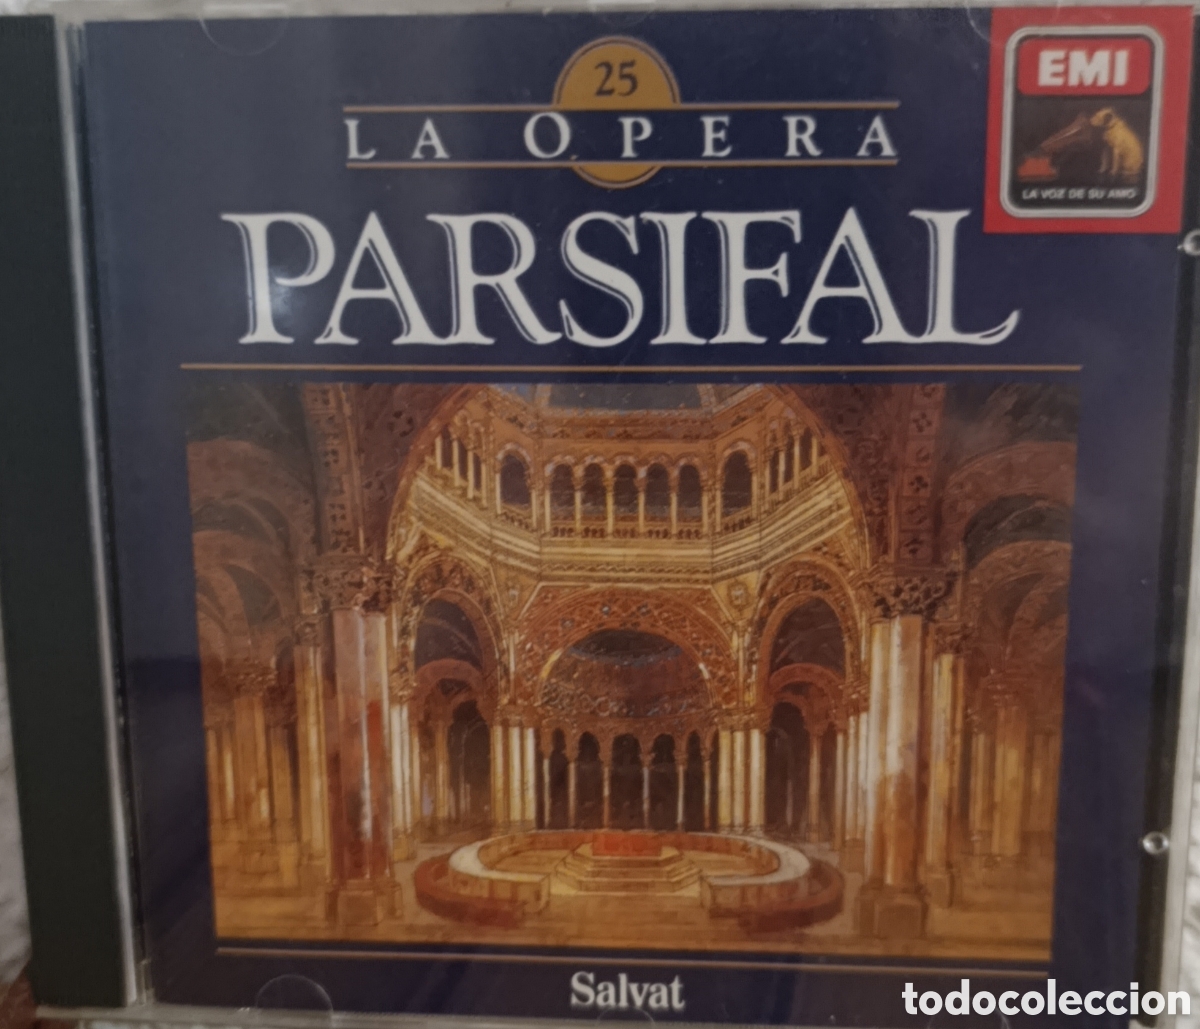 25
LA OPERA
EMI
LA VOZ DE SU AMO
PARSIFAL
Salvat
todocoleccion